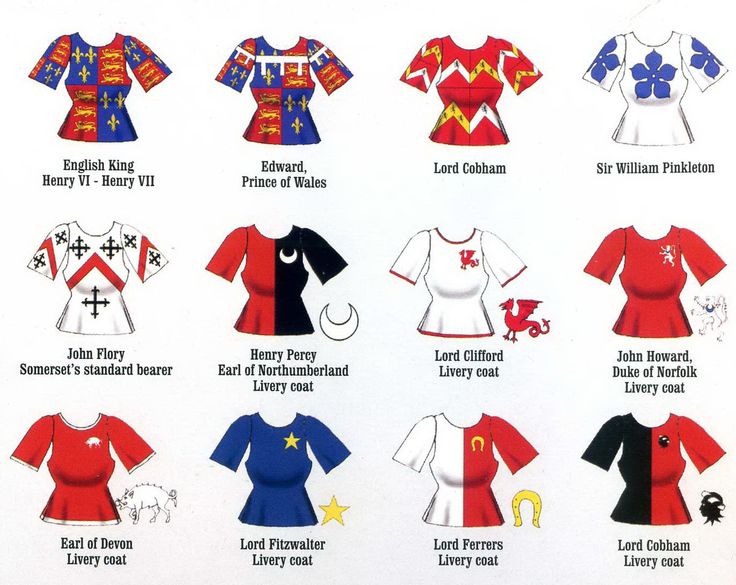 English King
Henry VI - Henry VII
Edward,
Prince of Wales
Lord Cobham
Sir William Pinkleton
John Flory
Somerset's standard bearer
Henry Percy
Earl of Northumberland
Livery coat
Lord Clifford
Livery coat
John Howard,
Duke of Norfolk
Livery coat
Earl of Devon
Livery coat
Lord Fitzwalter
Livery coat
Lord Ferrers
Livery coat
Lord Cobham
Livery coat